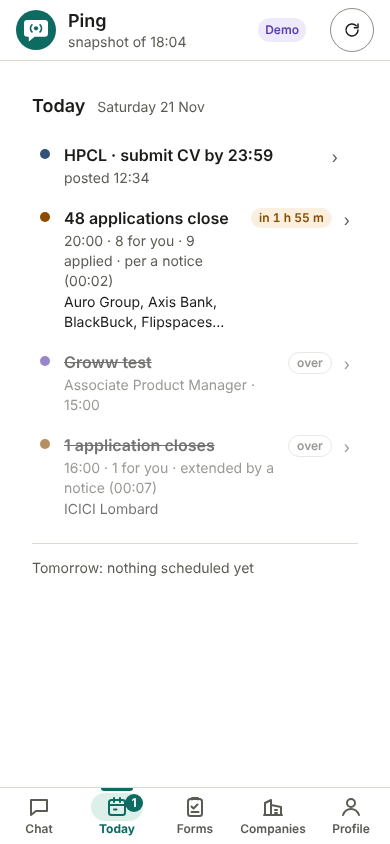 Ping
snapshot of 18:04
Demo
Today Saturday 21 Nov
HPCL · submit CV by 23:59
posted 12:34
48 applications close
in 1 h 55 m
20:00 · 8 for you · 9
applied · per a notice
(00:02)
Auro Group, Axis Bank,
BlackBuck, Flipspaces...
Groww test
over
Associate Product Manager ·
15:00
1 application closes
over
16:00 · 1 for you · extended by a
notice (00:07)
ICICI Lombard
Tomorrow: nothing scheduled yet
1
Chat
Today
Forms
Companies
Profile